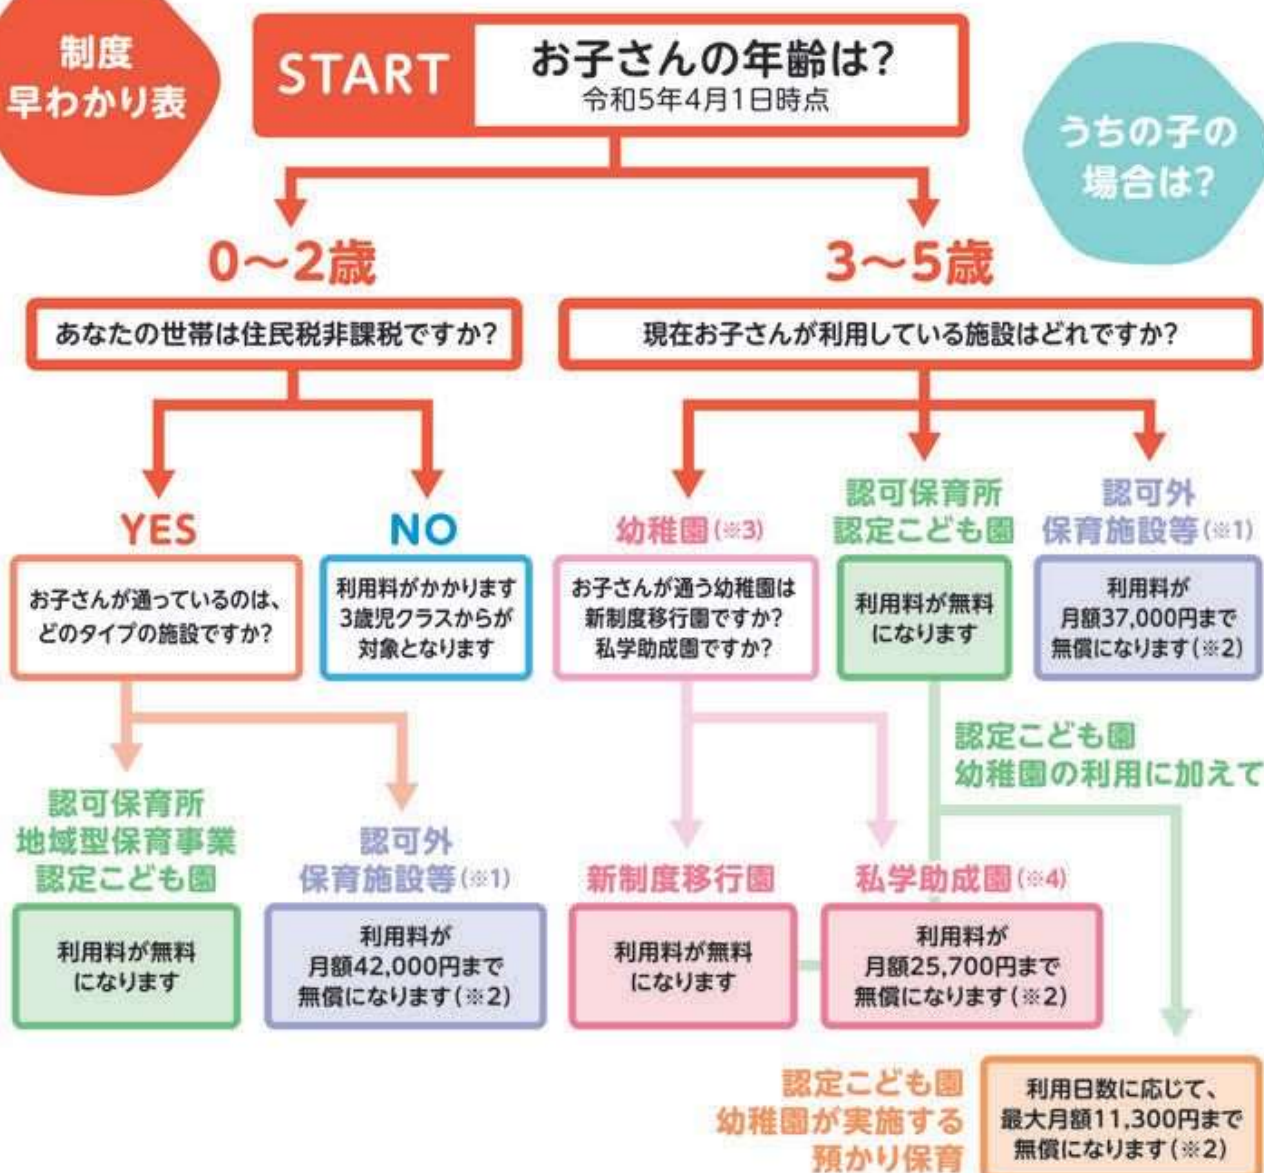 制度
早わかり表
START
お子さんの年齢は?
令和5年4月1日時点
うちの子の
場合は?
0〜2歳
3〜5歳
あなたの世帯は住民税非課税ですか?
現在お子さんが利用している施設はどれですか?
YES
お子さんが通っているのは、
どのタイプの施設ですか?
NO
利用料がかかります
3歳児クラスからが
対象となります
幼稚園(※3)
お子さんが通う幼稚園は
新制度移行園ですか?
私学助成園ですか?
認可保育所
認定こども園
利用料が無料
になります
認可外
保育施設等(※1)
利用料が
月額37,000円まで
無償になります(※2)
認定こども園
幼稚園の利用に加えて
認可保育所
地域型保育事業
認定こども園
利用料が無料
になります
認可外
保育施設等(※1)
利用料が
月額42,000円まで
無償になります(※2)
新制度移行園
利用料が無料
になります
私学助成園(※4)
利用料が
月額25,700円まで
無償になります(※2)
認定こども園
幼稚園が実施する
預かり保育
利用日数に応じて、
最大月額11,300円まで
無償になります(※2)